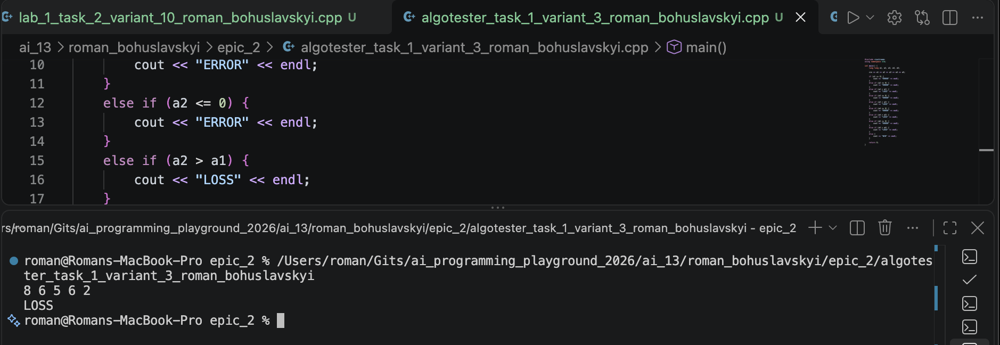 lab_1_task_2_variant_10_roman_bohuslavskyi.cpp U algotester_task_1_variant_3_roman_bohuslavskyi.cpp U
ai_13 > roman_bohuslavskyi > epic_2 > algotester_task_1_variant_3_roman_bohuslavskyi.cpp > main()
10 cout << "ERROR" << endl;
11 }
12 else if (a2 <= 0) {
13 cout << "ERROR" << endl;
14 }
15 else if (a2 > a1) {
16 cout << "LOSS" << endl;
17 }
rs/roman/Gits/ai_programming_playground_2026/ai_13/roman_bohuslavskyi/epic_2/algotester_task_1_variant_3_roman_bohuslavskyi - epic_2
roman@Romans-MacBook-Pro epic_2 % /Users/roman/Gits/ai_programming_playground_2026/ai_13/roman_bohuslavskyi/epic_2/algotes
ter_task_1_variant_3_roman_bohuslavskyi
8 6 5 6 2
LOSS
roman@Romans-MacBook-Pro epic_2 %